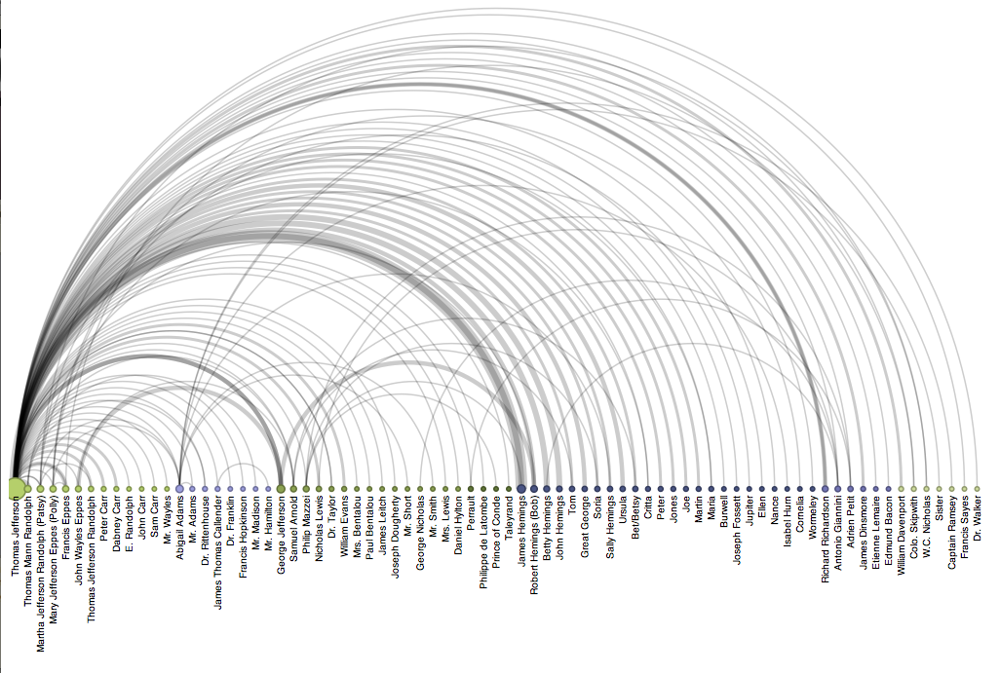 Thomas Jefferson
Thomas Mann Randolph
Martha Jefferson Randolph (Patsy)
Mary Jefferson Eppes (Polly)
Francis Eppes
John Wayles Eppes
Thomas Jefferson Randolph
Peter Carr
Dabney Carr
E. Randolph
John Carr
Sam Carr
Mr. Wayles
Abigail Adams
Mr. Adams
Dr. Rittenhouse
James Thomas Callender
Dr. Franklin
Francis Hopkinson
Mr. Madison
Mr. Hamilton
George Jefferson
Samuel Arnold
Philip Mazzei
Nicholas Lewis
Dr. Taylor
William Evans
Mrs. Bentalou
Paul Bentalou
James Leich
Joseph Dougherty
Mr. Short
George Nicholas
Mr. Smith
Mrs. Lewis
Daniel Hylton
Perrault
Philippe de Latombe
Prince of Conde
Talleyrand
James Hemings
Robert Hemings (Bob)
Betty Hemings
John Hemings
Tom
Great George
Soria
Sally Hemings
Ursula
Bet/Betsy
Critta
Peter
Jones
Joe
Martin
Maria
Burwell
Joseph Fossett
Jupiter
Ellen
Nance
Isabel Hurn
Cornelia
Wormeley
Richard Richardson
Antonio Giannini
Adrien Petit
James Dinsmore
Etienne Lemaire
Edmund Bacon
William Davenport
Colo. Skipwith
W.C. Nicholas
Sister
Captain Ramsey
Francis Sayes
Dr. Walker